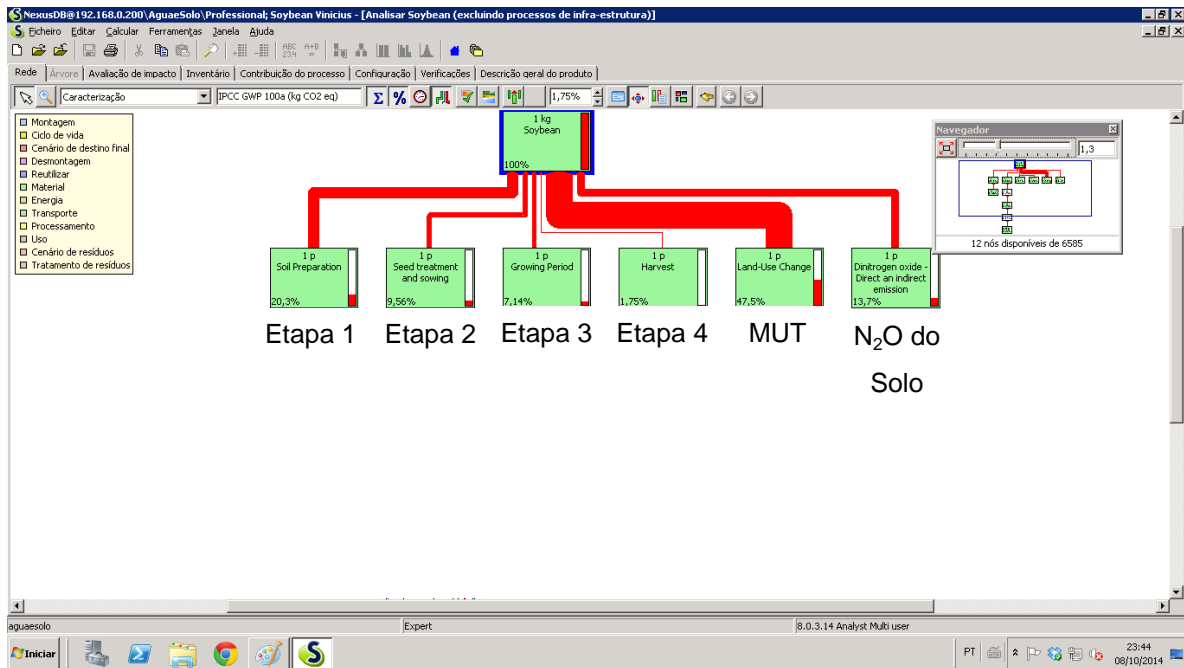 NexusDB@192.168.0.200\AguaeSolo\Professional; Soybean Vinicius - [Analisar Soybean (excluindo processos de infra-estrutura)]
Ficheiro Editar Calcular Ferramentas Janela Ajuda
Rede Árvore Avaliação de impacto Inventário Contribuição do processo Configuração Verificações Descrição geral do produto
Caracterização IPCC GWP 100a (kg CO2 eq) Σ % 1,75%
Montagem
Ciclo de vida
Cenário de destino final
Desmontagem
Reutilizar
Material
Energia
Transporte
Processamento
Uso
Cenário de resíduos
Tratamento de resíduos
1 kg
Soybean
100%
Navegador
1,3
12 nós disponíveis de 6585
1 p
Soil Preparation
20,3%
1 p
Seed treatment
and sowing
9,56%
1 p
Growing Period
7,14%
1 p
Harvest
1,75%
1 p
Land-Use Change
47,5%
1 p
Dinitrogen oxide -
Direct an indirect
emission
13,7%
Etapa 1 Etapa 2 Etapa 3 Etapa 4 MUT N₂O do
Solo
aguaesolo Expert 8.0.3.14 Analyst Multi user
Iniciar PT 23:44
08/10/2014